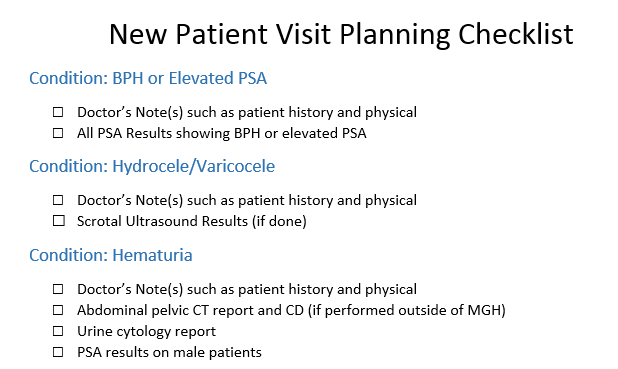 New Patient Visit Planning Checklist
Condition: BPH or Elevated PSA
☐ Doctor’s Note(s) such as patient history and physical
☐ All PSA Results showing BPH or elevated PSA
Condition: Hydrocele/Varicocele
☐ Doctor’s Note(s) such as patient history and physical
☐ Scrotal Ultrasound Results (if done)
Condition: Hematuria
☐ Doctor’s Note(s) such as patient history and physical
☐ Abdominal pelvic CT report and CD (if performed outside of MGH)
☐ Urine cytology report
☐ PSA results on male patients